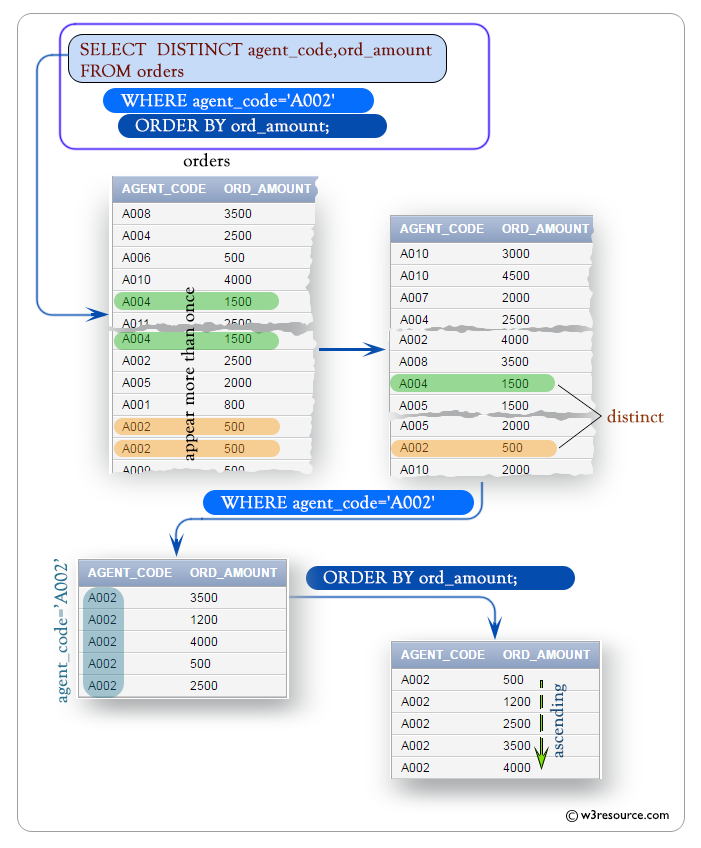 SELECT DISTINCT agent_code,ord_amount
FROM orders
WHERE agent_code='A002'
ORDER BY ord_amount;
orders
AGENT_CODE ORD_AMOUNT
A008 3500
A004 2500
A006 500
A010 4000
A004 1500
A011 2500
A004 1500
A002 2500
A005 2000
A001 800
A002 500
A002 500
A009 500
appear more than once
AGENT_CODE ORD_AMOUNT
A010 3000
A010 4500
A007 2000
A004 2500
A002 4000
A008 3500
A004 1500
A005 1500
A005 2000
A002 500
A010 2000
distinct
WHERE agent_code='A002'
agent_code='A002'
AGENT_CODE ORD_AMOUNT
A002 3500
A002 1200
A002 4000
A002 500
A002 2500
ORDER BY ord_amount;
AGENT_CODE ORD_AMOUNT
A002 500
A002 1200
A002 2500
A002 3500
A002 4000
ascending
© w3resource.com